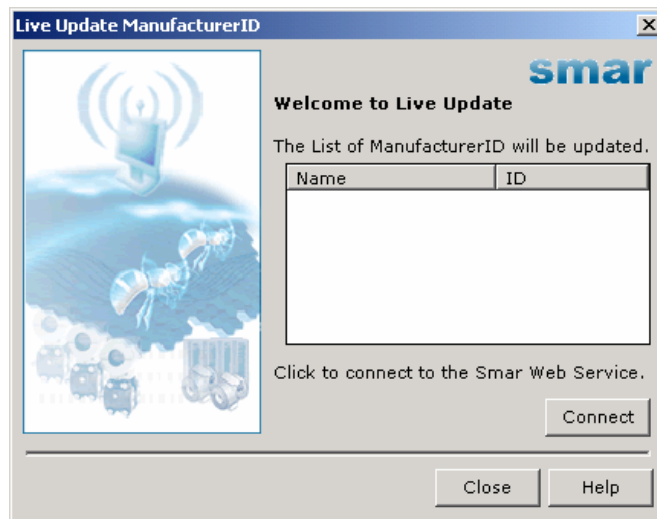 Live Update ManufacturerID
smar
Welcome to Live Update
The List of ManufacturerID will be updated.
Name ID
Click to connect to the Smar Web Service.
Connect
Close Help